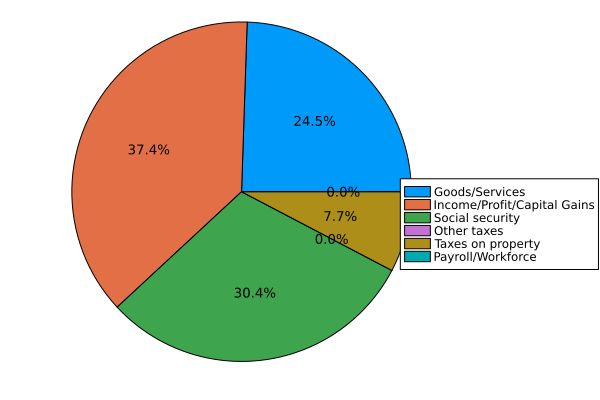 24.5%
37.4%
0.0%
7.7%
0.0%
30.4%
Goods/Services
Income/Profit/Capital Gains
Social security
Other taxes
Taxes on property
Payroll/Workforce